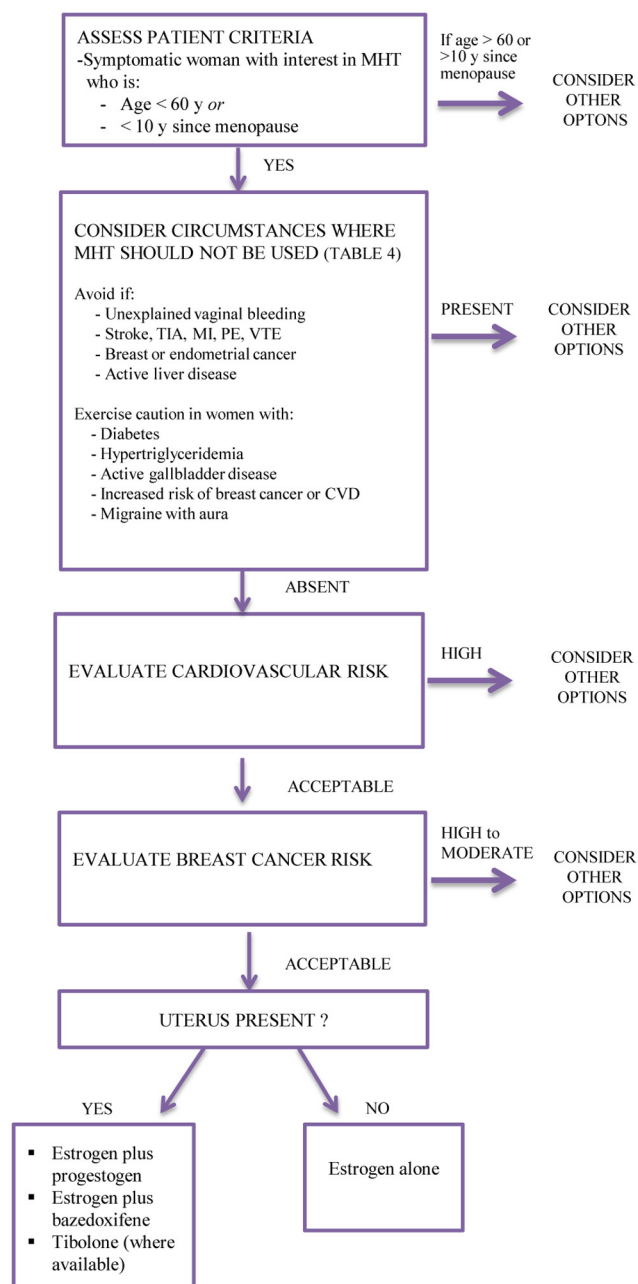 ASSESS PATIENT CRITERIA
-Symptomatic woman with interest in MHT
who is:
- Age < 60 y or
- < 10 y since menopause
If age > 60 or
>10 y since
menopause
CONSIDER
OTHER
OPTONS
YES
CONSIDER CIRCUMSTANCES WHERE
MHT SHOULD NOT BE USED (TABLE 4)
Avoid if:
- Unexplained vaginal bleeding
- Stroke, TIA, MI, PE, VTE
- Breast or endometrial cancer
- Active liver disease
Exercise caution in women with:
- Diabetes
- Hypertriglyceridemia
- Active gallbladder disease
- Increased risk of breast cancer or CVD
- Migraine with aura
PRESENT
CONSIDER
OTHER
OPTIONS
ABSENT
EVALUATE CARDIOVASCULAR RISK
HIGH
CONSIDER
OTHER
OPTIONS
ACCEPTABLE
EVALUATE BREAST CANCER RISK
HIGH to
MODERATE
CONSIDER
OTHER
OPTIONS
ACCEPTABLE
UTERUS PRESENT ?
YES
▪ Estrogen plus
progestogen
▪ Estrogen plus
bazedoxifene
▪ Tibolone (where
available)
NO
Estrogen alone